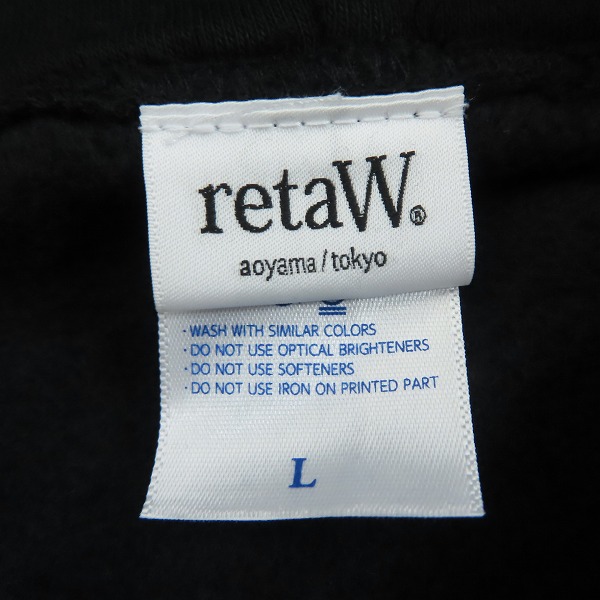 retaW.®
aoyama / tokyo
・WASH WITH SIMILAR COLORS
・DO NOT USE OPTICAL BRIGHTENERS
・DO NOT USE SOFTENERS
・DO NOT USE IRON ON PRINTED PART
L